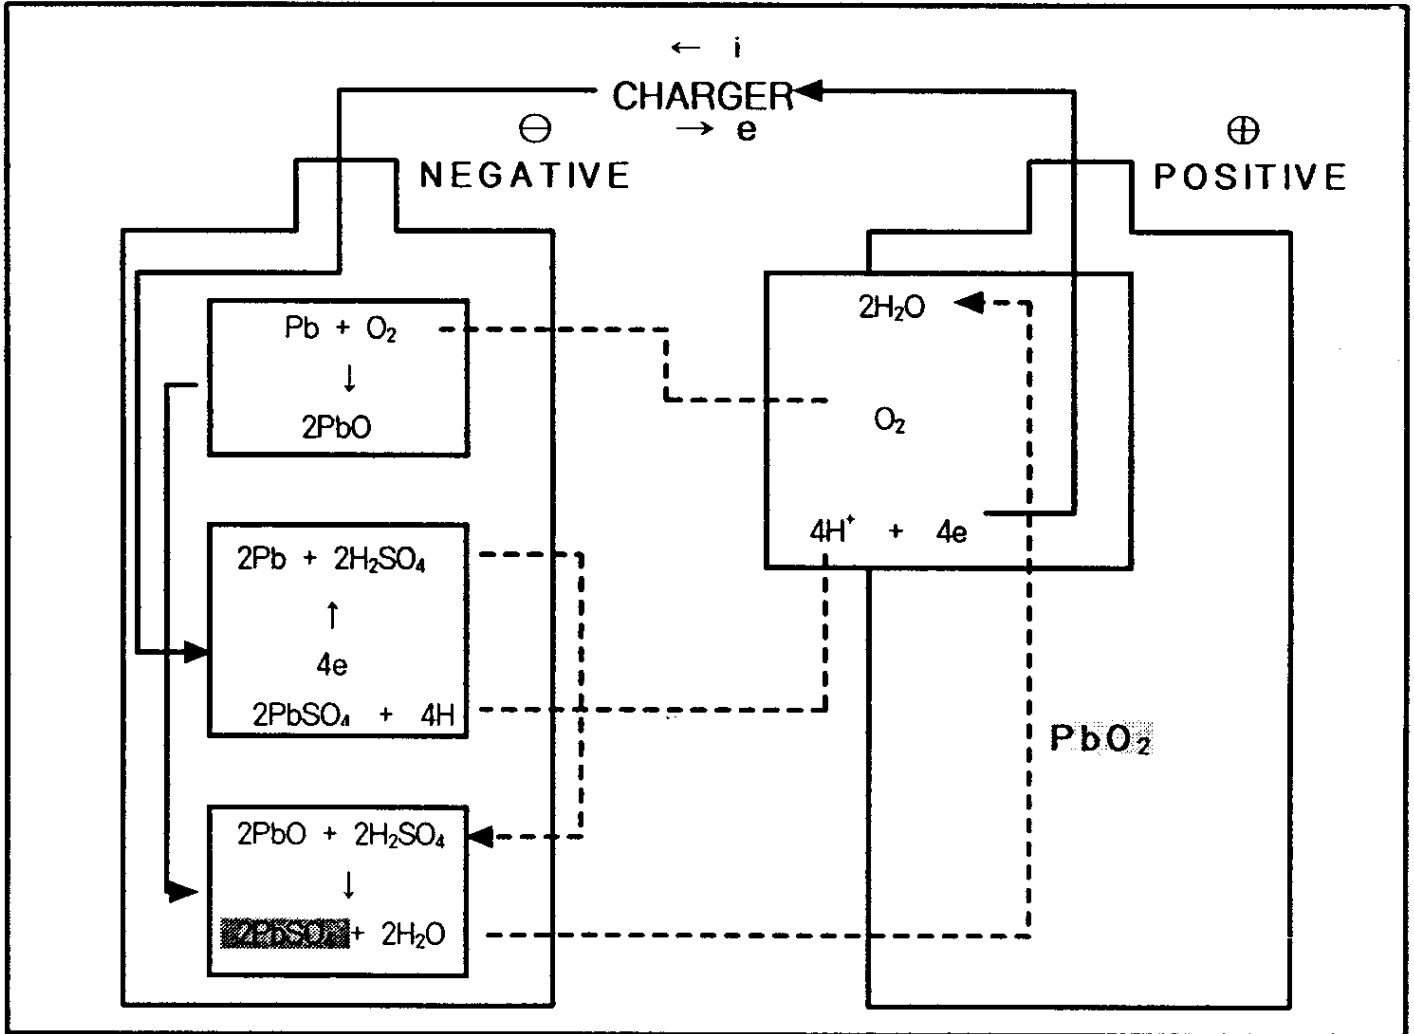 ← i
CHARGER
→ e
⊖
NEGATIVE
⊕
POSITIVE
Pb + O₂
↓
2PbO
2Pb + 2H₂SO₄
↑
4e
2PbSO₄ + 4H
2PbO + 2H₂SO₄
↓
2PbSO₄ + 2H₂O
2H₂O
O₂
4H⁺ + 4e
PbO₂